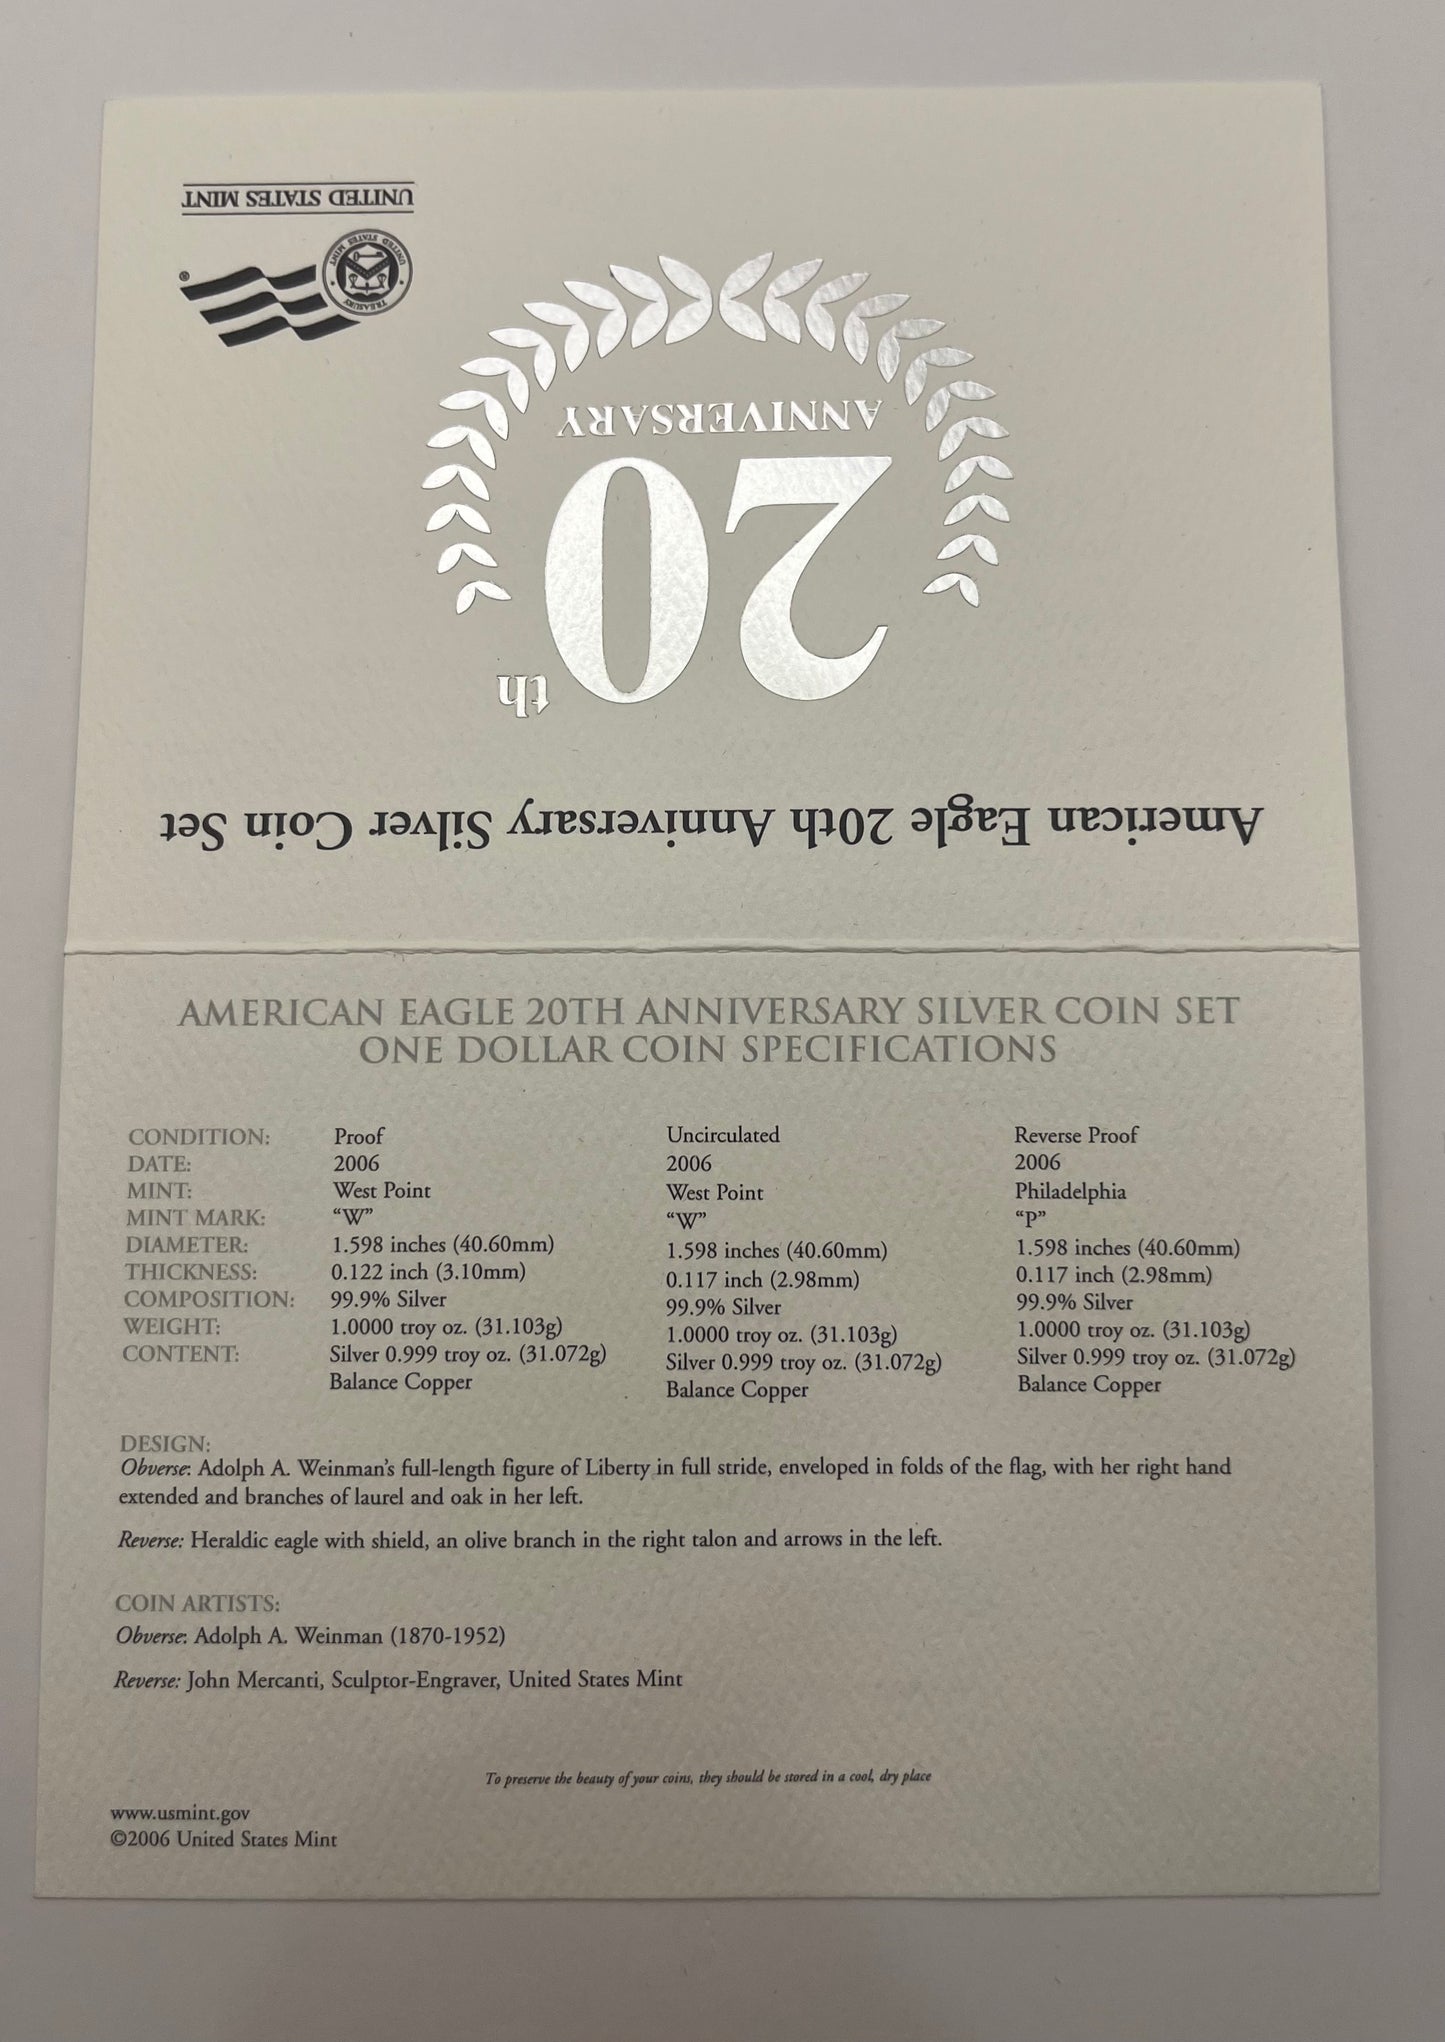 UNITED STATES MINT
UNITED STATES MINT
TREASURY
®
ANNIVERSARY
20th
American Eagle 20th Anniversary Silver Coin Set
AMERICAN EAGLE 20TH ANNIVERSARY SILVER COIN SET
ONE DOLLAR COIN SPECIFICATIONS
CONDITION: Proof Uncirculated Reverse Proof
DATE: 2006 2006 2006
MINT: West Point West Point Philadelphia
MINT MARK: “W” “W” “P”
DIAMETER: 1.598 inches (40.60mm) 1.598 inches (40.60mm) 1.598 inches (40.60mm)
THICKNESS: 0.122 inch (3.10mm) 0.117 inch (2.98mm) 0.117 inch (2.98mm)
COMPOSITION: 99.9% Silver 99.9% Silver 99.9% Silver
WEIGHT: 1.0000 troy oz. (31.103g) 1.0000 troy oz. (31.103g) 1.0000 troy oz. (31.103g)
CONTENT: Silver 0.999 troy oz. (31.072g) Silver 0.999 troy oz. (31.072g) Silver 0.999 troy oz. (31.072g)
Balance Copper Balance Copper Balance Copper
DESIGN:
Obverse: Adolph A. Weinman’s full-length figure of Liberty in full stride, enveloped in folds of the flag, with her right hand
extended and branches of laurel and oak in her left.
Reverse: Heraldic eagle with shield, an olive branch in the right talon and arrows in the left.
COIN ARTISTS:
Obverse: Adolph A. Weinman (1870-1952)
Reverse: John Mercanti, Sculptor-Engraver, United States Mint
To preserve the beauty of your coins, they should be stored in a cool, dry place
www.usmint.gov
©2006 United States Mint